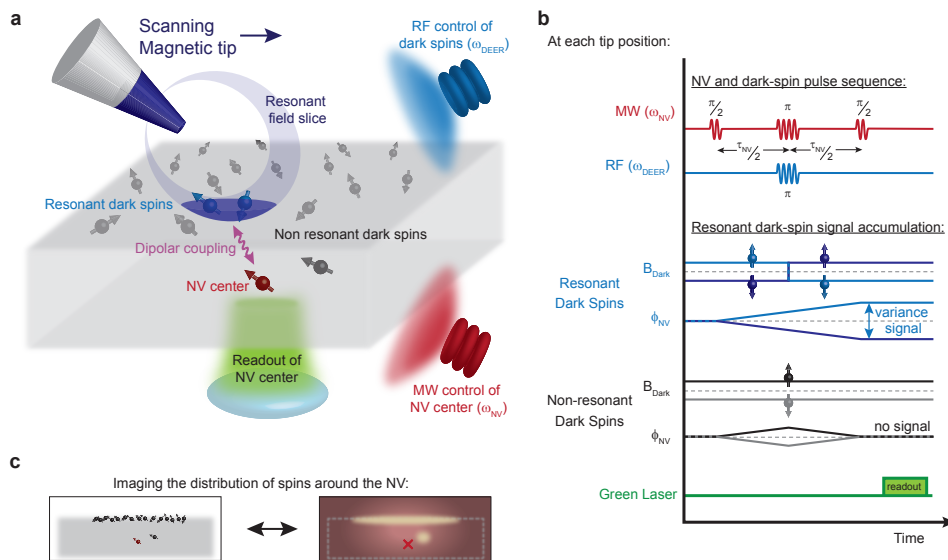 a
Scanning
Magnetic tip
Resonant
field slice
RF control of
dark spins (ω_DEER)
Resonant dark spins
Non resonant dark spins
Dipolar coupling
NV center
Readout of
NV center
MW control of
NV center (ω_NV)
b
At each tip position:
NV and dark-spin pulse sequence:
π/2
π
π/2
MW (ω_NV)
τ_NV/2
τ_NV/2
RF (ω_DEER)
π
Resonant dark-spin signal accumulation:
Resonant
Dark Spins
B_Dark
ϕ_NV
variance
signal
Non-resonant
Dark Spins
B_Dark
ϕ_NV
no signal
Green Laser
readout
Time
c
Imaging the distribution of spins around the NV: